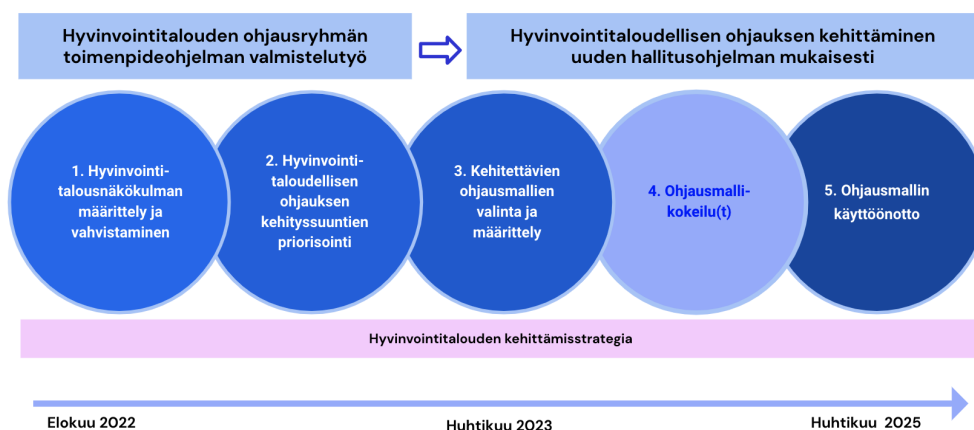 Hyvinvointitalouden ohjausryhmän
toimenpideohjelman valmistelutyö
Hyvinvointitaloudellisen ohjauksen kehittäminen
uuden hallitusohjelman mukaisesti
1. Hyvinvointi-
talousnäkökulman
määrittely ja
vahvistaminen
2. Hyvinvointi-
taloudellisen
ohjauksen
kehityssuuntien
priorisointi
3. Kehitettävien
ohjausmallien
valinta ja
määrittely
4. Ohjausmalli-
kokeilu(t)
5. Ohjausmallin
käyttöönotto
Hyvinvointitalouden kehittämisstrategia
Elokuu 2022
Huhtikuu 2023
Huhtikuu 2025